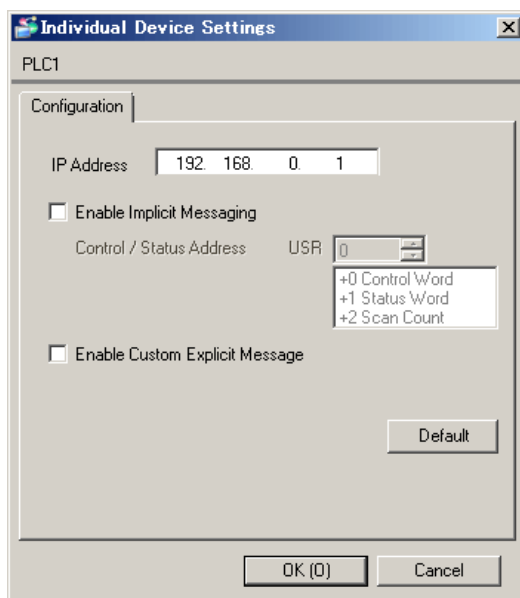 Individual Device Settings
PLC1
Configuration
IP Address 192. 168. 0. 1
Enable Implicit Messaging
Control / Status Address USR 0
+0 Control Word
+1 Status Word
+2 Scan Count
Enable Custom Explicit Message
Default
OK (O) Cancel